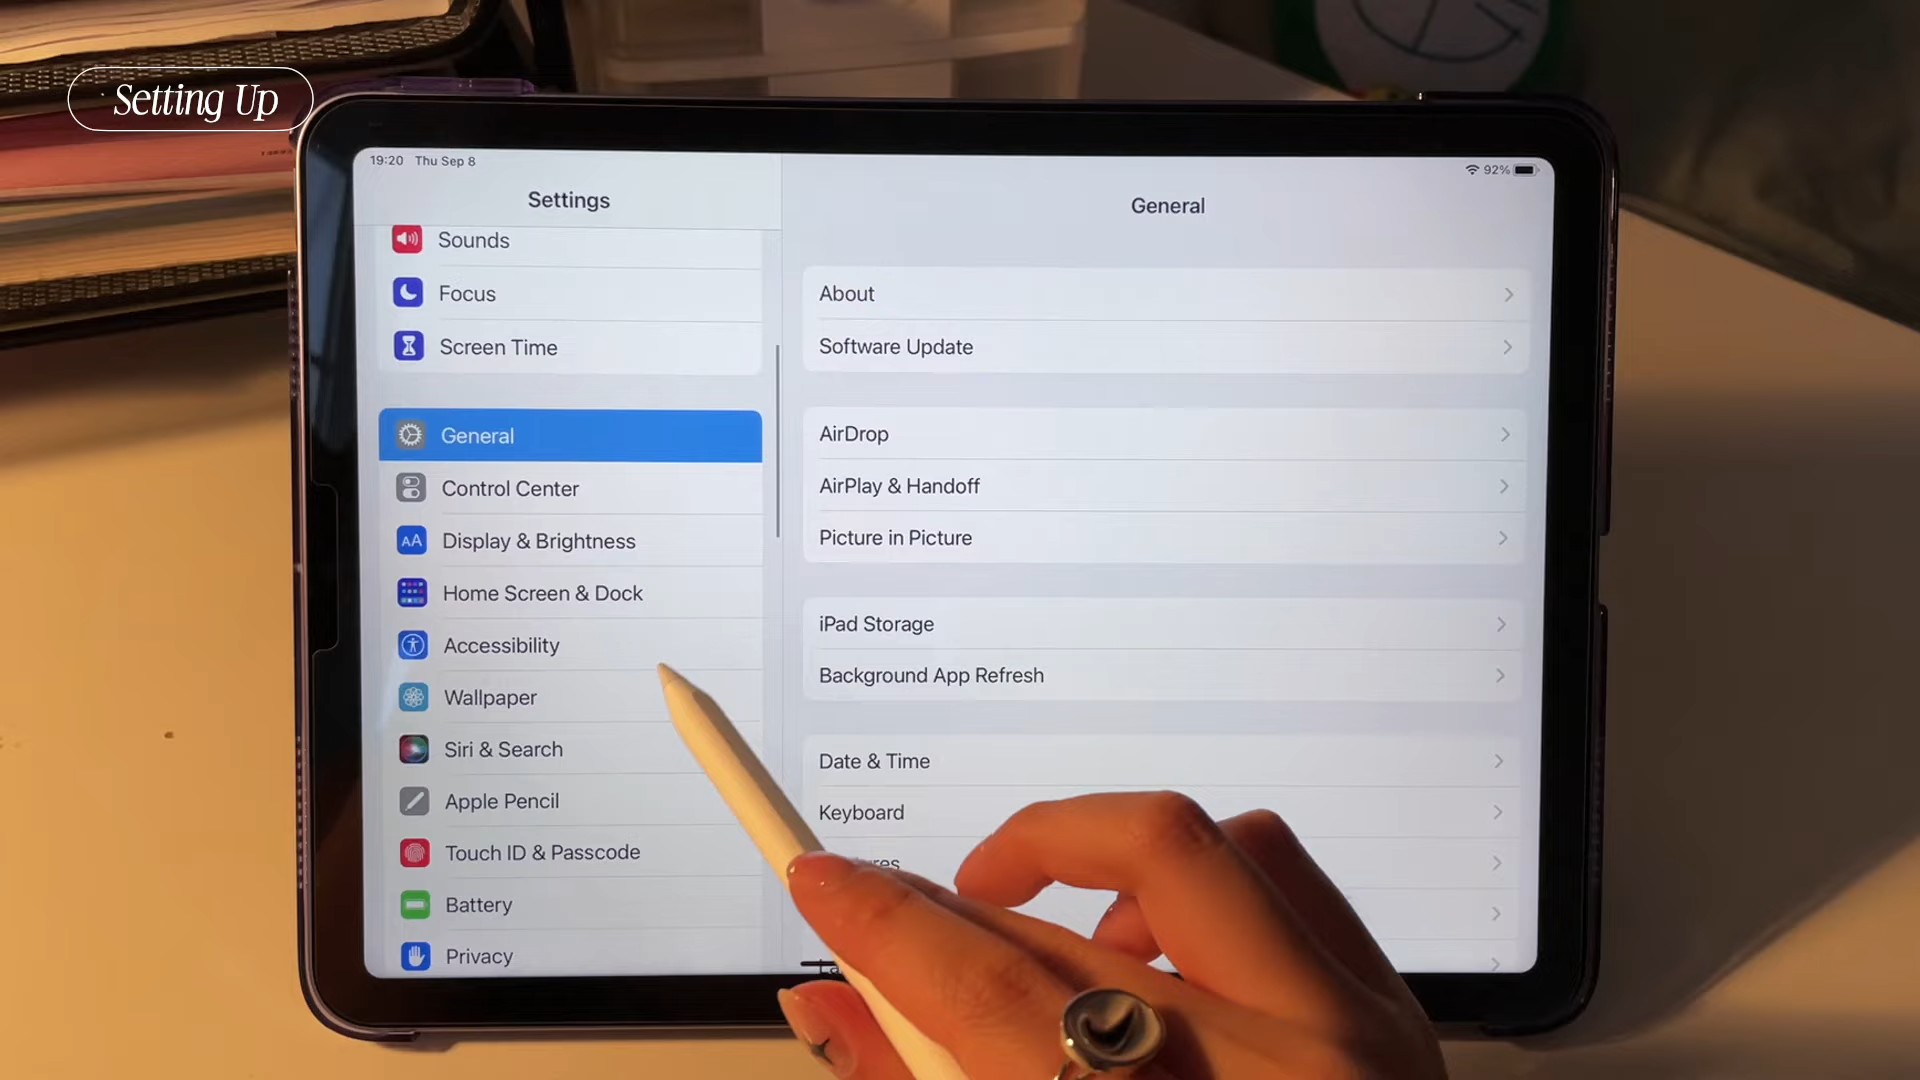 Setting Up
19:20 Thu Sep 8
92%
Settings
General
Sounds
Focus
Screen Time
General
Control Center
AA
Display & Brightness
Home Screen & Dock
Accessibility
Wallpaper
Siri & Search
Apple Pencil
Touch ID & Passcode
Battery
Privacy
About
Software Update
AirDrop
AirPlay & Handoff
Picture in Picture
iPad Storage
Background App Refresh
Date & Time
Keyboard